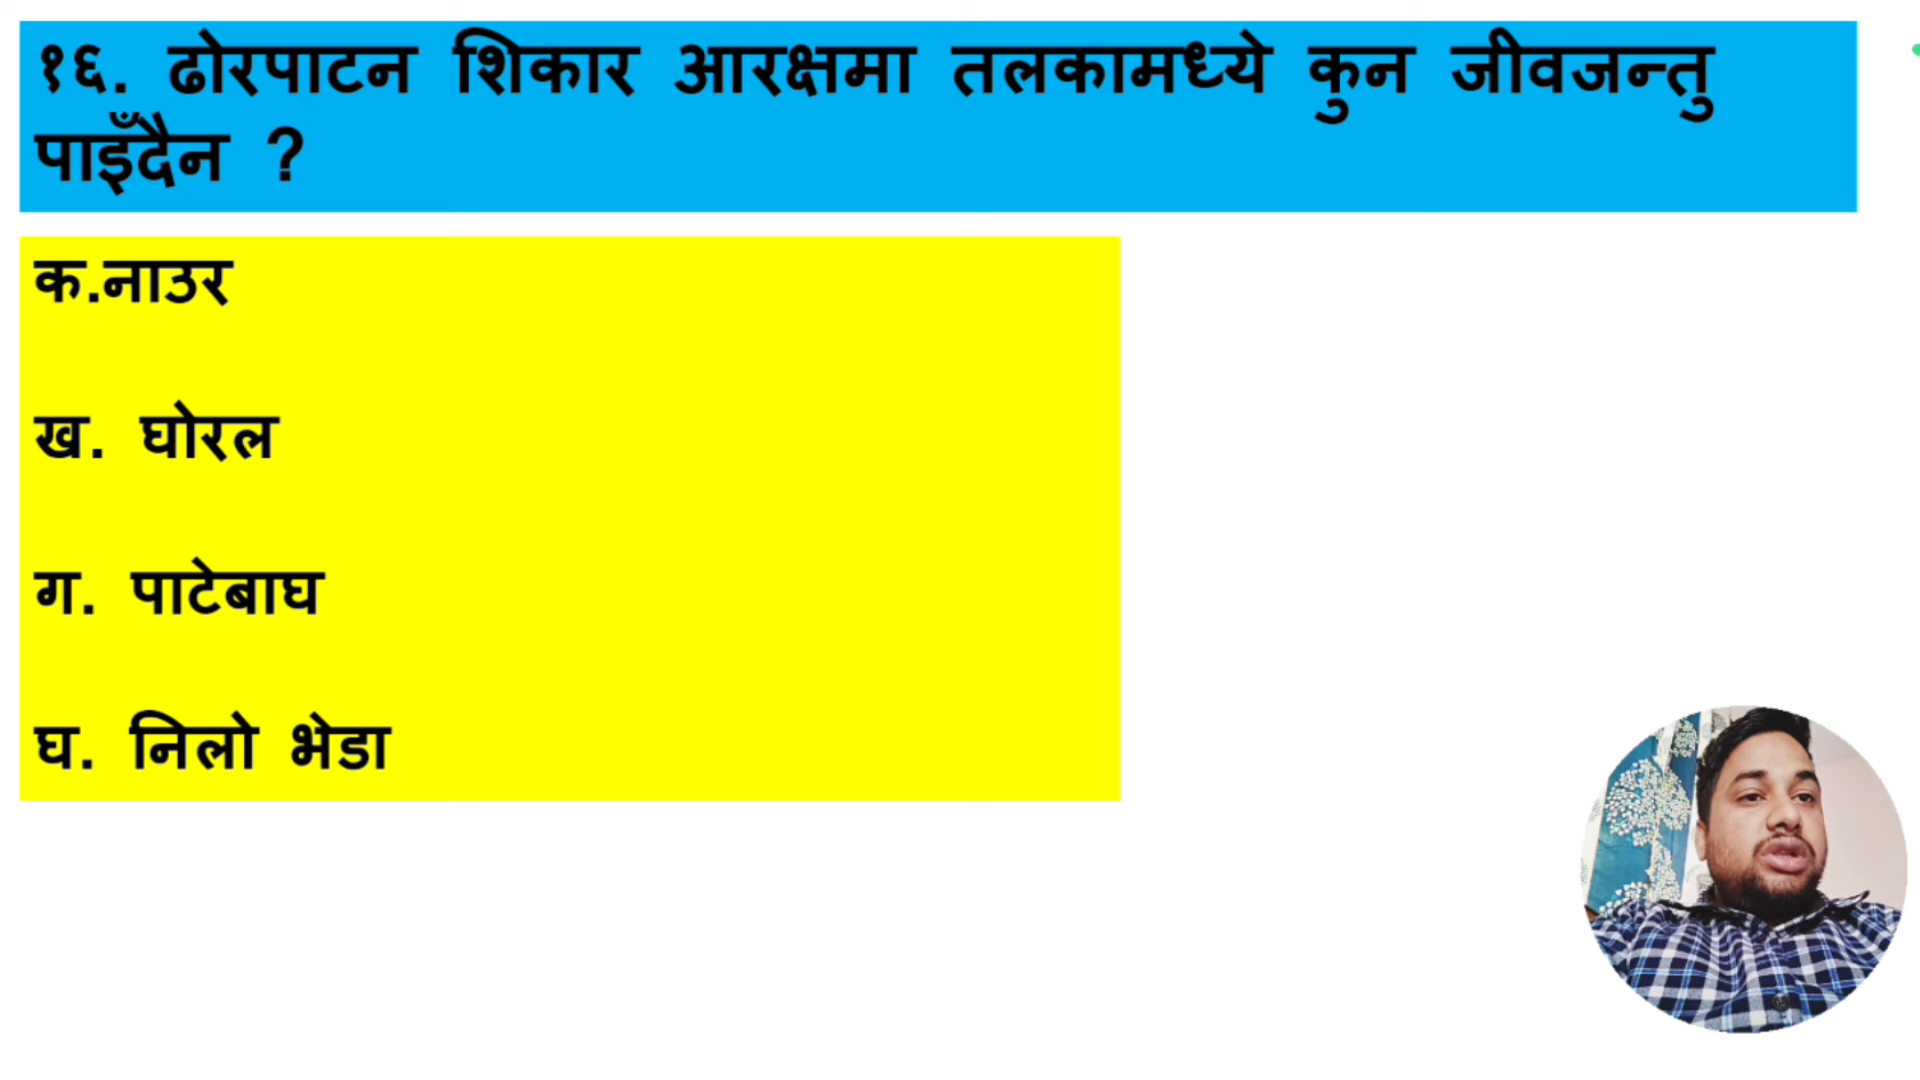 १६. ढोरपाटन शिकार आरक्षमा तलकामध्ये कुन जीवजन्तु
पाइँदैन ?
क.नाउर
ख. घोरल
ग. पाटेबाघ
घ. निलो भेडा